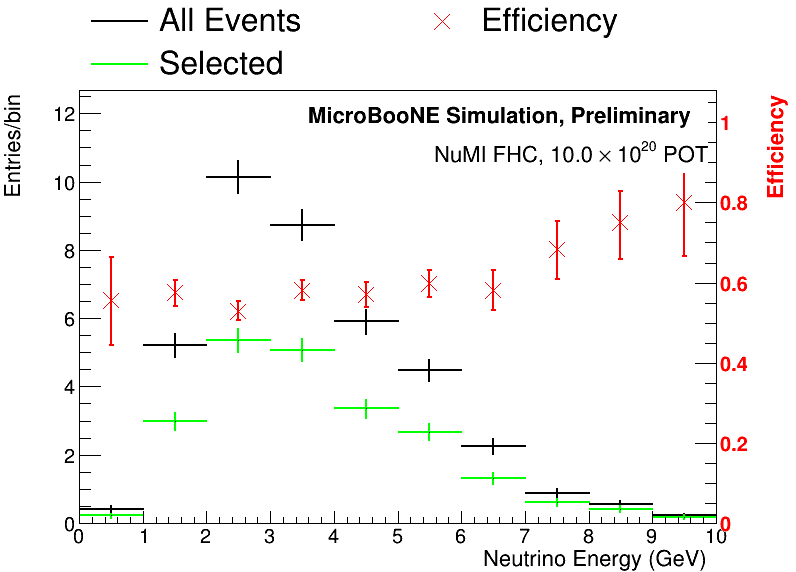 All Events
Efficiency
Selected
MicroBooNE Simulation, Preliminary
NuMI FHC, 10.0 × 10²⁰ POT
Entries/bin
12
10
8
6
4
2
0
Efficiency
1
0.8
0.6
0.4
0.2
0
0 1 2 3 4 5 6 7 8 9 10
Neutrino Energy (GeV)